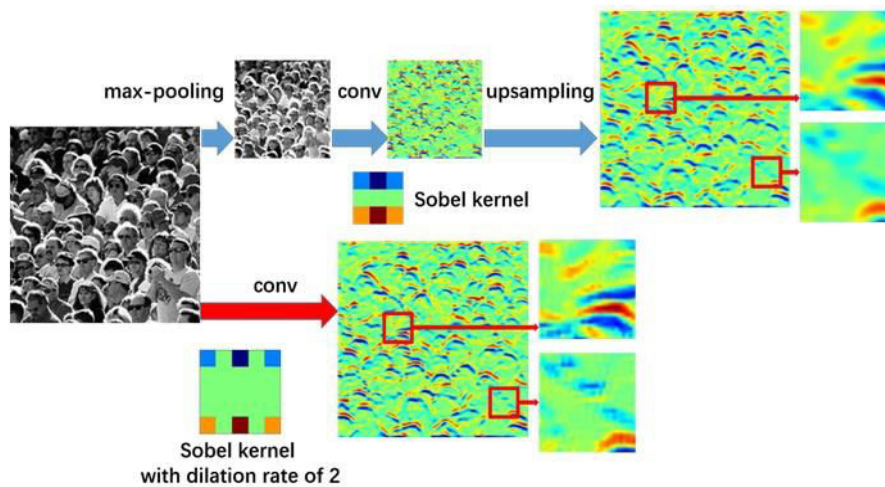 max-pooling
conv
upsampling
Sobel kernel
conv
Sobel kernel
with dilation rate of 2